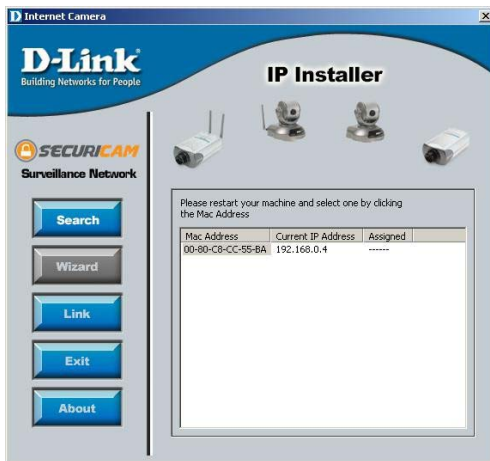 Internet Camera
D-Link
Building Networks for People
IP Installer
SECURICAM
Surveillance Network
Please restart your machine and select one by clicking
the Mac Address
Mac Address Current IP Address Assigned
00-80-C8-CC-55-BA 192.168.0.4 ------
Search
Wizard
Link
Exit
About